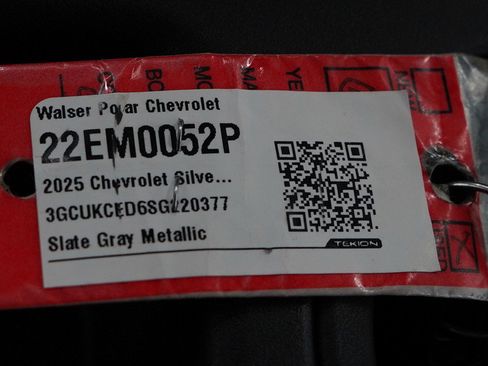 Walser Polar Chevrolet
22EM0052P
2025 Chevrolet Silve...
3GCUKCED6SG220377
Slate Gray Metallic
TEKION